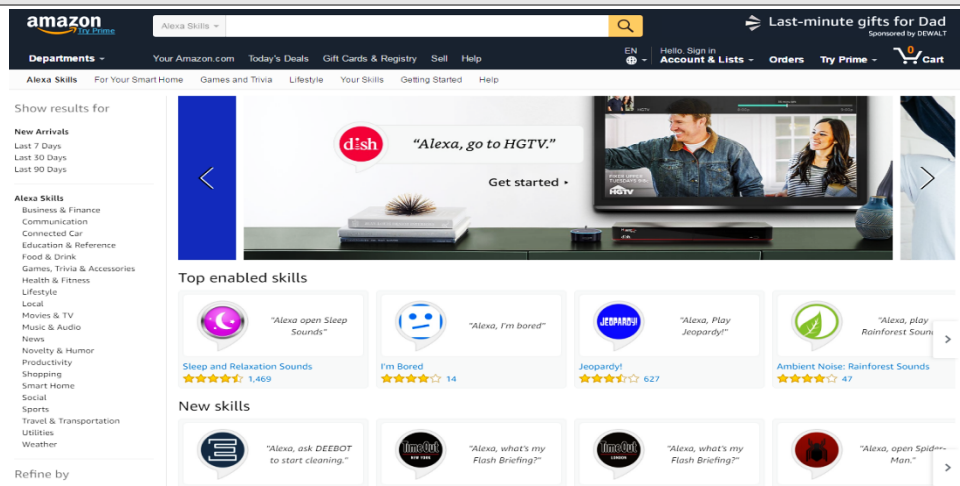 amazon
Try Prime
Alexa Skills
Last-minute gifts for Dad
Sponsored by DEWALT
Departments
Your Amazon.com Today's Deals Gift Cards & Registry Sell Help
EN
Hello. Sign in
Account & Lists
Orders
Try Prime
0
Cart
Alexa Skills For Your Smart Home Games and Trivia Lifestyle Your Skills Getting Started Help
Show results for
New Arrivals
Last 7 Days
Last 30 Days
Last 90 Days
Alexa Skills
Business & Finance
Communication
Connected Car
Education & Reference
Food & Drink
Games, Trivia & Accessories
Health & Fitness
Lifestyle
Local
Movies & TV
Music & Audio
News
Novelty & Humor
Productivity
Shopping
Smart Home
Social
Sports
Travel & Transportation
Utilities
Weather
Refine by
dish
"Alexa, go to HGTV."
Get started
HGTV
FIXER UPPER
HGTV
dish
Top enabled skills
"Alexa open Sleep
Sounds"
Sleep and Relaxation Sounds
1,469
"Alexa, I'm bored"
I'm Bored
14
JEOPARDY!
"Alexa, Play
Jeopardy!"
Jeopardy!
627
"Alexa, play
Rainforest Soun
Ambient Noise: Rainforest Sounds
47
New skills
"Alexa, ask DEEBOT
to start cleaning."
TimeOut
NEW YORK
"Alexa, what's my
Flash Briefing?"
TimeOut
LONDON
"Alexa, what's my
Flash Briefing?"
"Alexa, open Spider-
Man."